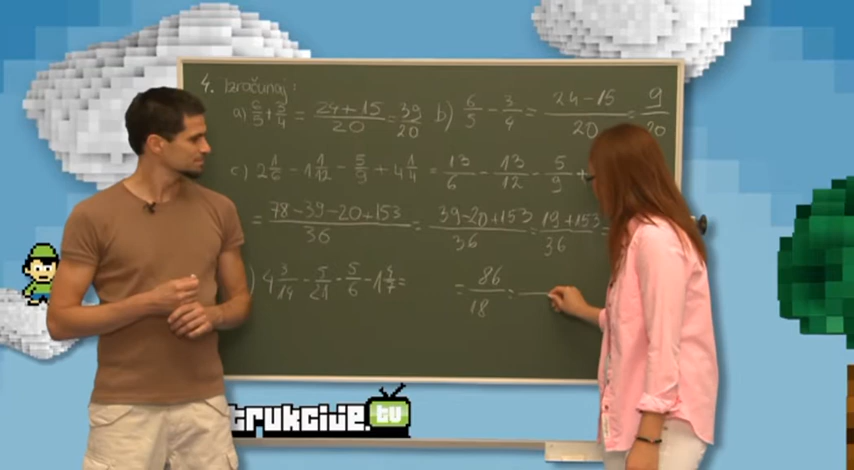 4. Izračunaj:
a) 6/5 + 3/4 = 24+15/20 = 39/20 b) 6/5 - 3/4 = 24-15/20 = 9/20
c) 2 1/6 - 1 1/12 - 5/9 + 4 1/4 = 13/6 - 13/12 - 5/9 +
= 78-39-20+153/36 = 39-20+153/36 = 19+153/36 =
) 4 3/14 - 5/21 - 5/6 - 1 4/7 = = 86/18 =
trukcije.tv